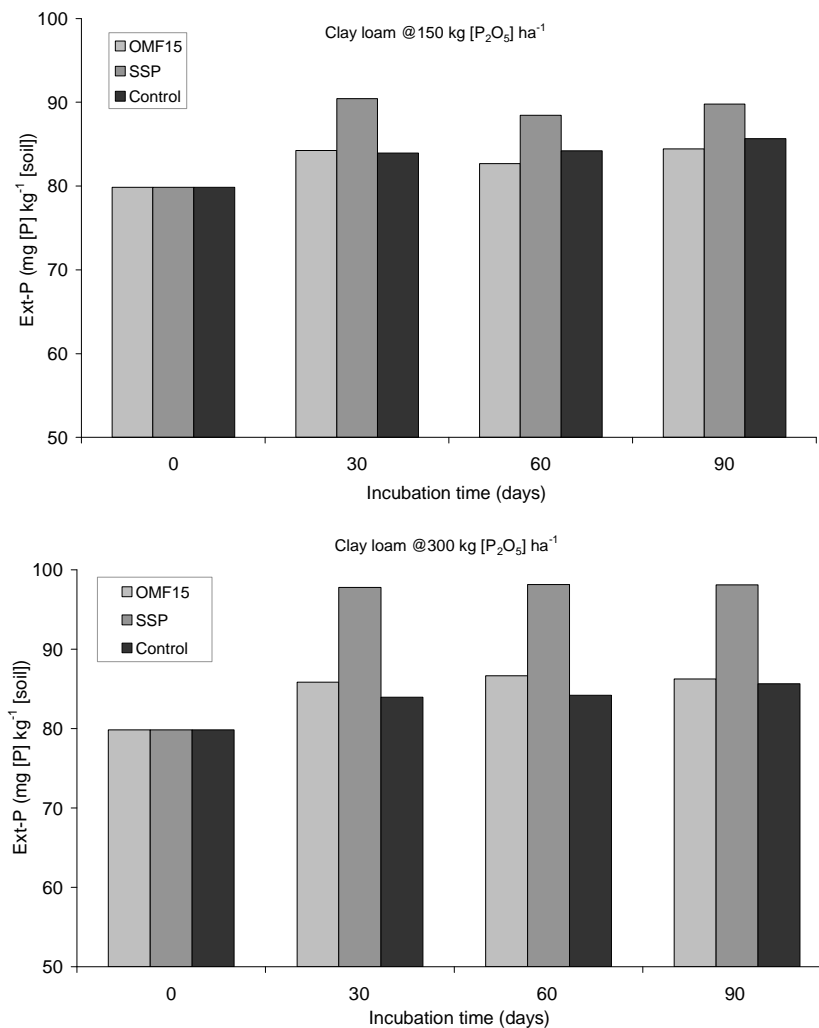 Clay loam @150 kg [P₂O₅] ha⁻¹
OMF15
SSP
Control
100
90
80
70
60
50
Ext-P (mg [P] kg⁻¹ [soil])
0 30 60 90
Incubation time (days)
Clay loam @300 kg [P₂O₅] ha⁻¹
OMF15
SSP
Control
100
90
80
70
60
50
Ext-P (mg [P] kg⁻¹ [soil])
0 30 60 90
Incubation time (days)